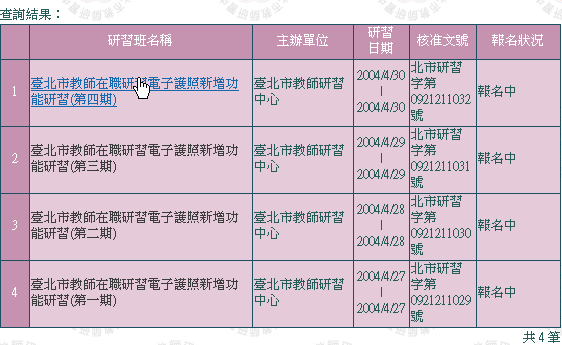 查詢結果：
研習班名稱 主辦單位 研習日期 核准文號 報名狀況
1 臺北市教師在職研習電子護照新增功能研習(第四期) 臺北市教師研習中心 2004/4/30 | 2004/4/30 北市研習字第0921211032號 報名中
2 臺北市教師在職研習電子護照新增功能研習(第三期) 臺北市教師研習中心 2004/4/29 | 2004/4/29 北市研習字第0921211031號 報名中
3 臺北市教師在職研習電子護照新增功能研習(第二期) 臺北市教師研習中心 2004/4/28 | 2004/4/28 北市研習字第0921211030號 報名中
4 臺北市教師在職研習電子護照新增功能研習(第一期) 臺北市教師研習中心 2004/4/27 | 2004/4/27 北市研習字第0921211029號 報名中
共 4 筆